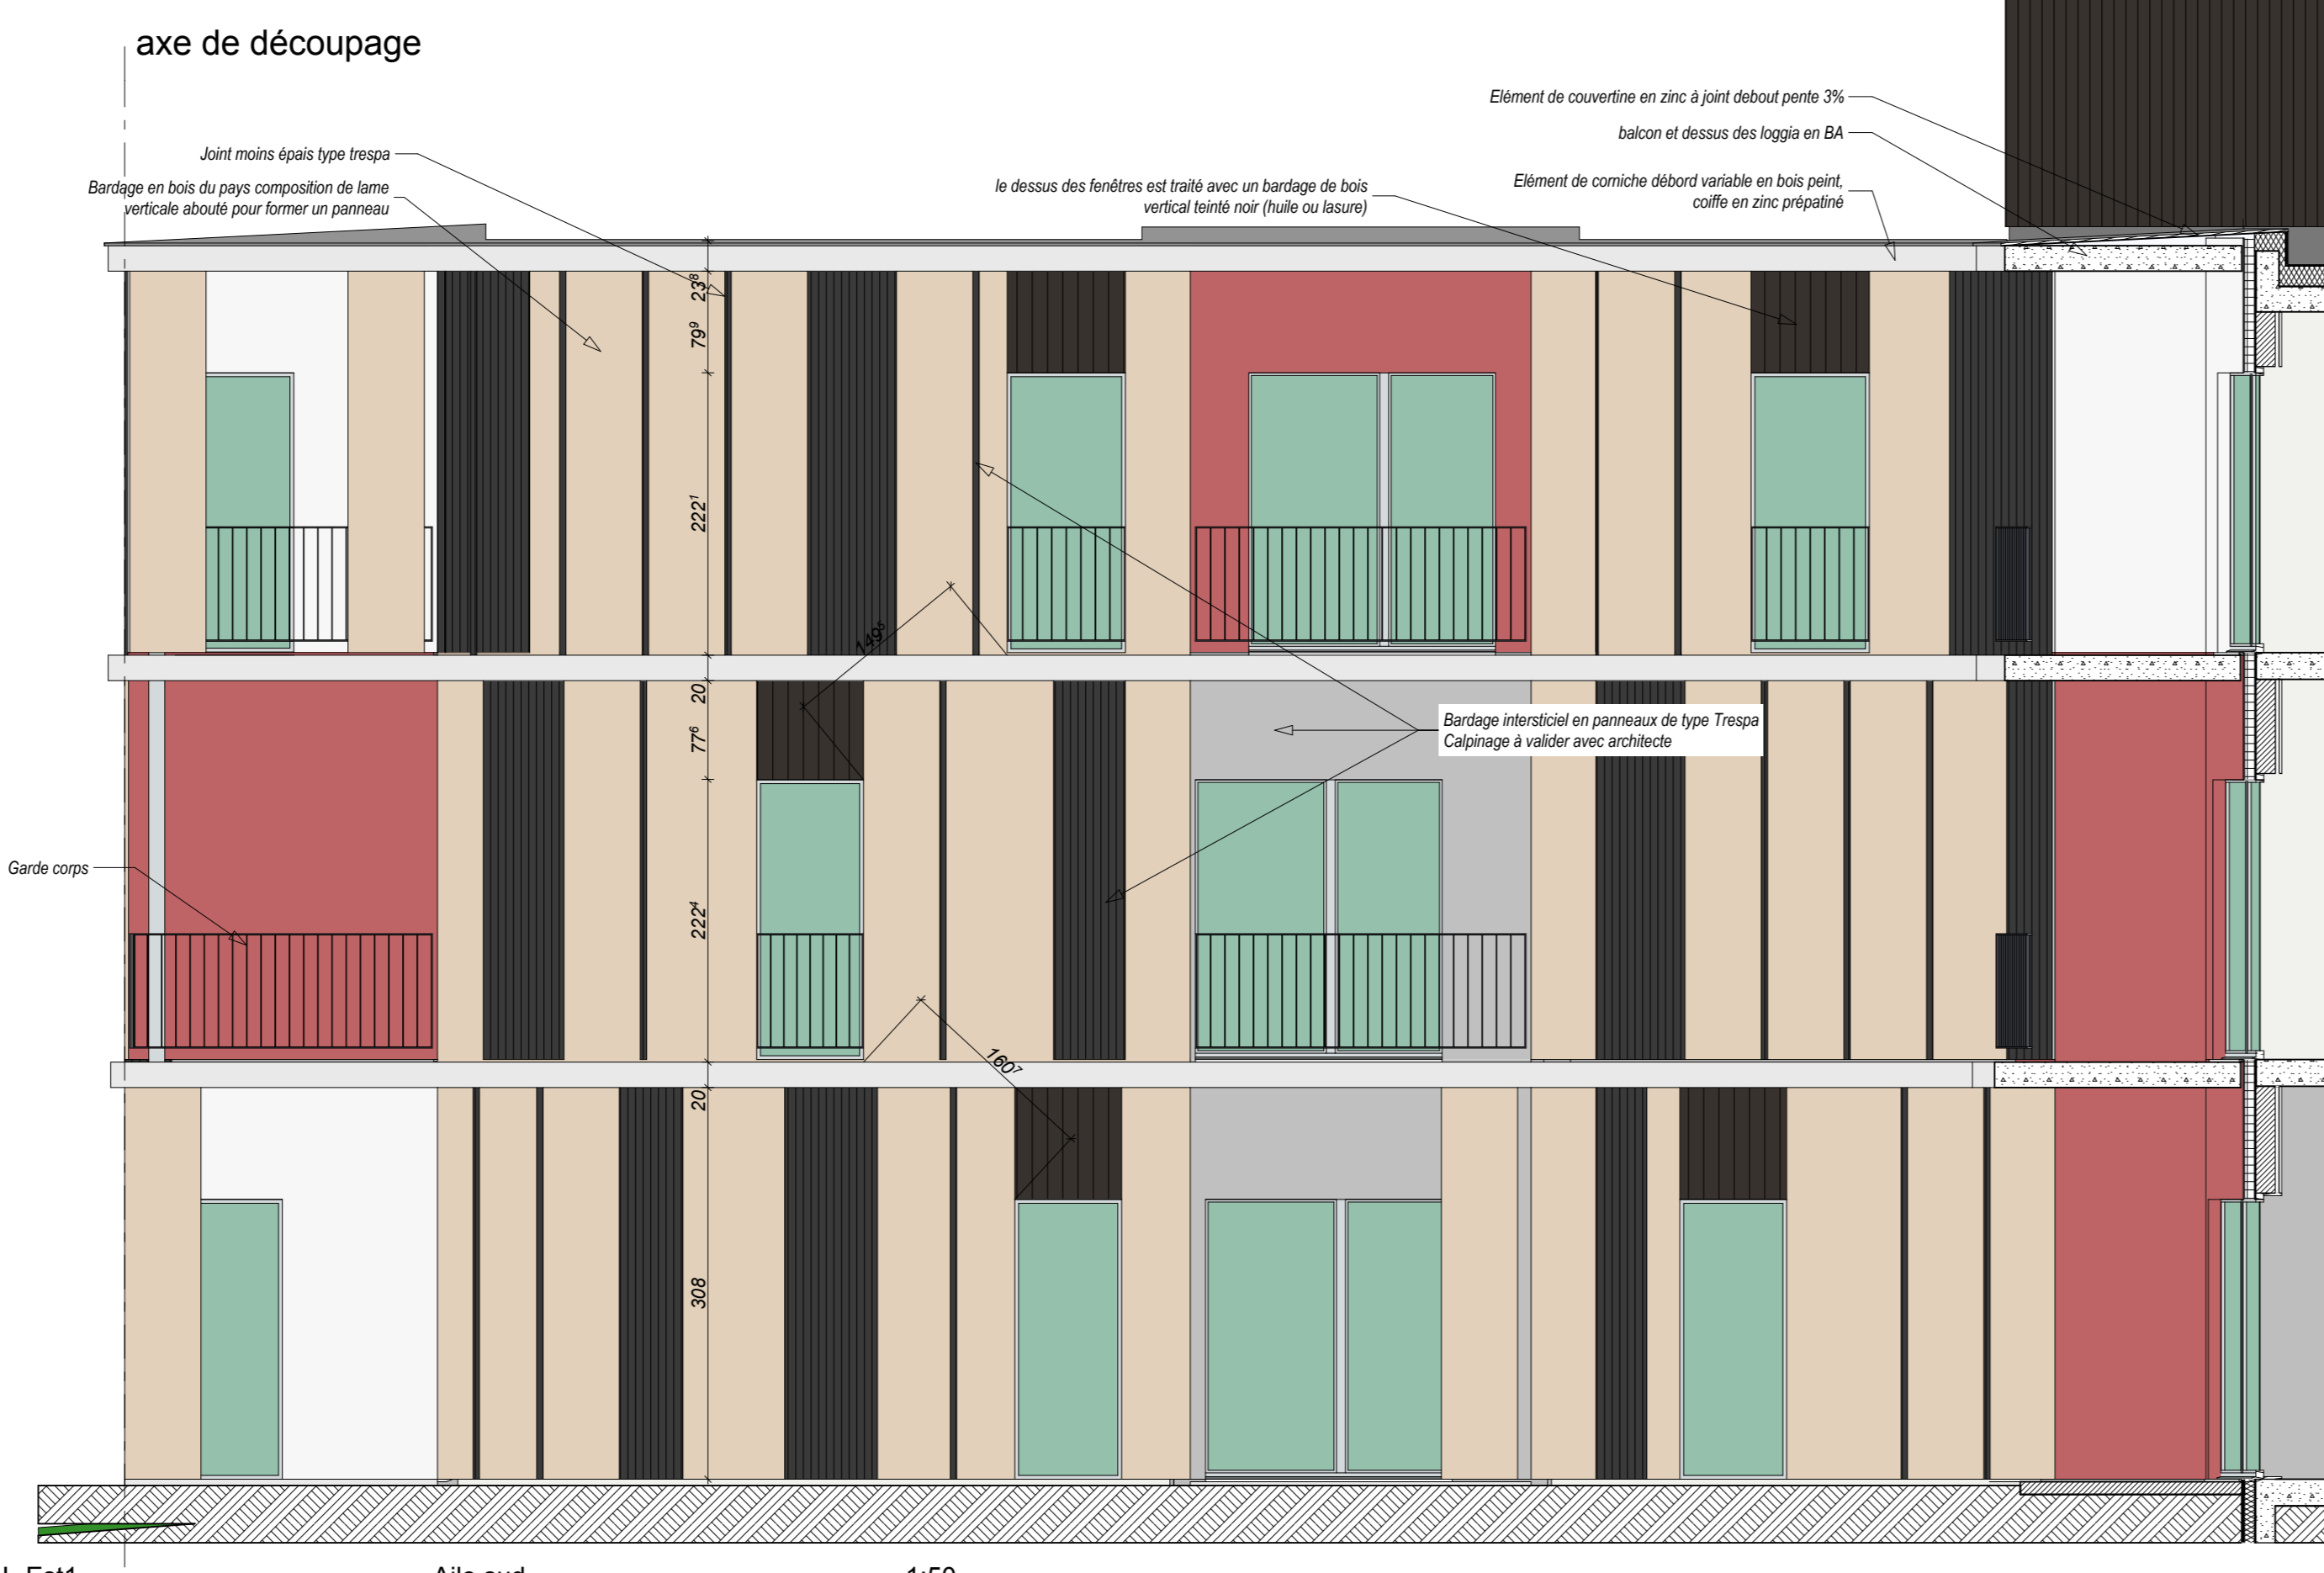 axe de découpage
Elément de couvertine en zinc à joint debout pente 3%
balcon et dessus des loggia en BA
Joint moins épais type trespa
Bardage en bois du pays composition de lame
verticale abouté pour former un panneau
le dessus des fenêtres est traité avec un bardage de bois
vertical teinté noir (huile ou lasure)
Elément de corniche débord variable en bois peint,
coiffe en zinc prépatiné
23⁸
79⁹
222¹
149⁵
20
77⁶
Bardage intersticiel en panneaux de type Trespa
Calpinage à valider avec architecte
Garde corps
222⁴
160⁷
20
308